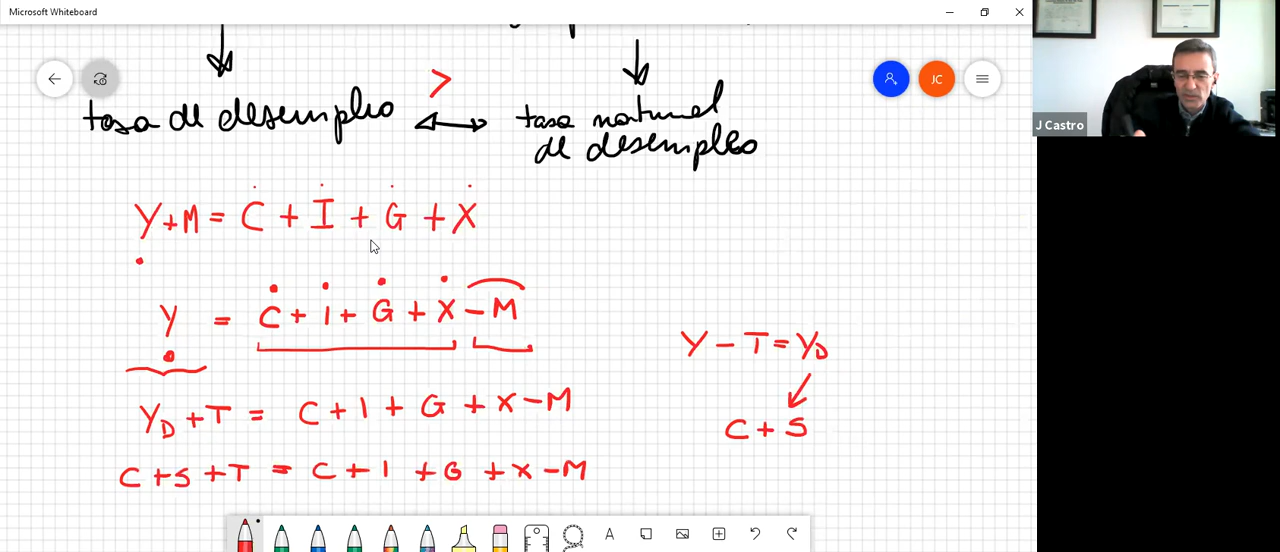 Microsoft Whiteboard
JC
J Castro
>
tasa de desempleo
tasa natural
de desempleo
Y+M = C + I + G + X
Y = C + I + G + X - M
Y - T = YD
YD + T = C + I + G + X - M
C + S
C + S + T = C + I + G + X - M
A